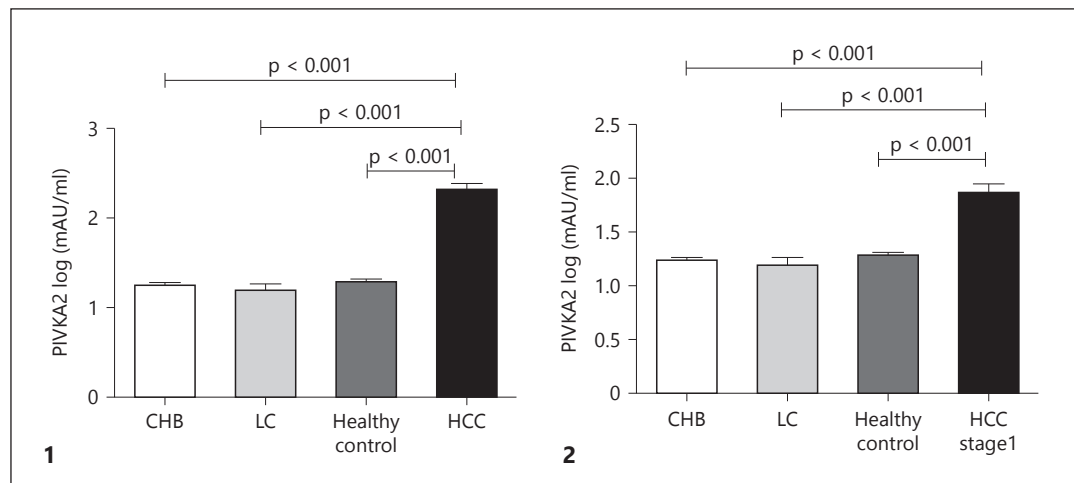 p < 0.001
p < 0.001
p < 0.001
3
2
1
0
PIVKA2 log (mAU/ml)
CHB
LC
Healthy
control
HCC
1
p < 0.001
p < 0.001
p < 0.001
2.5
2.0
1.5
1.0
0.5
0
PIVKA2 log (mAU/ml)
CHB
LC
Healthy
control
HCC
stage1
2